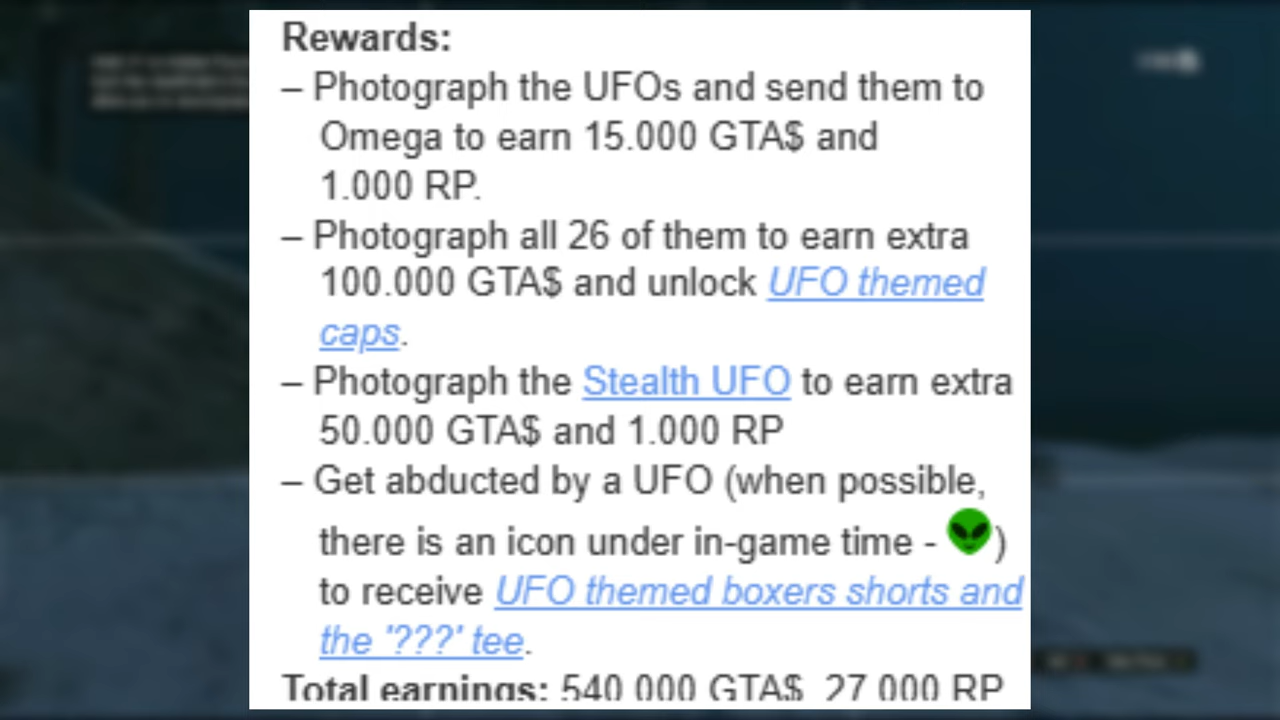 Rewards:
– Photograph the UFOs and send them to
Omega to earn 15.000 GTA$ and
1.000 RP.
– Photograph all 26 of them to earn extra
100.000 GTA$ and unlock UFO themed
caps.
– Photograph the Stealth UFO to earn extra
50.000 GTA$ and 1.000 RP
– Get abducted by a UFO (when possible,
there is an icon under in-game time - 👽)
to receive UFO themed boxers shorts and
the '???' tee.
Total earnings: 540 000 GTA$ 27 000 RP